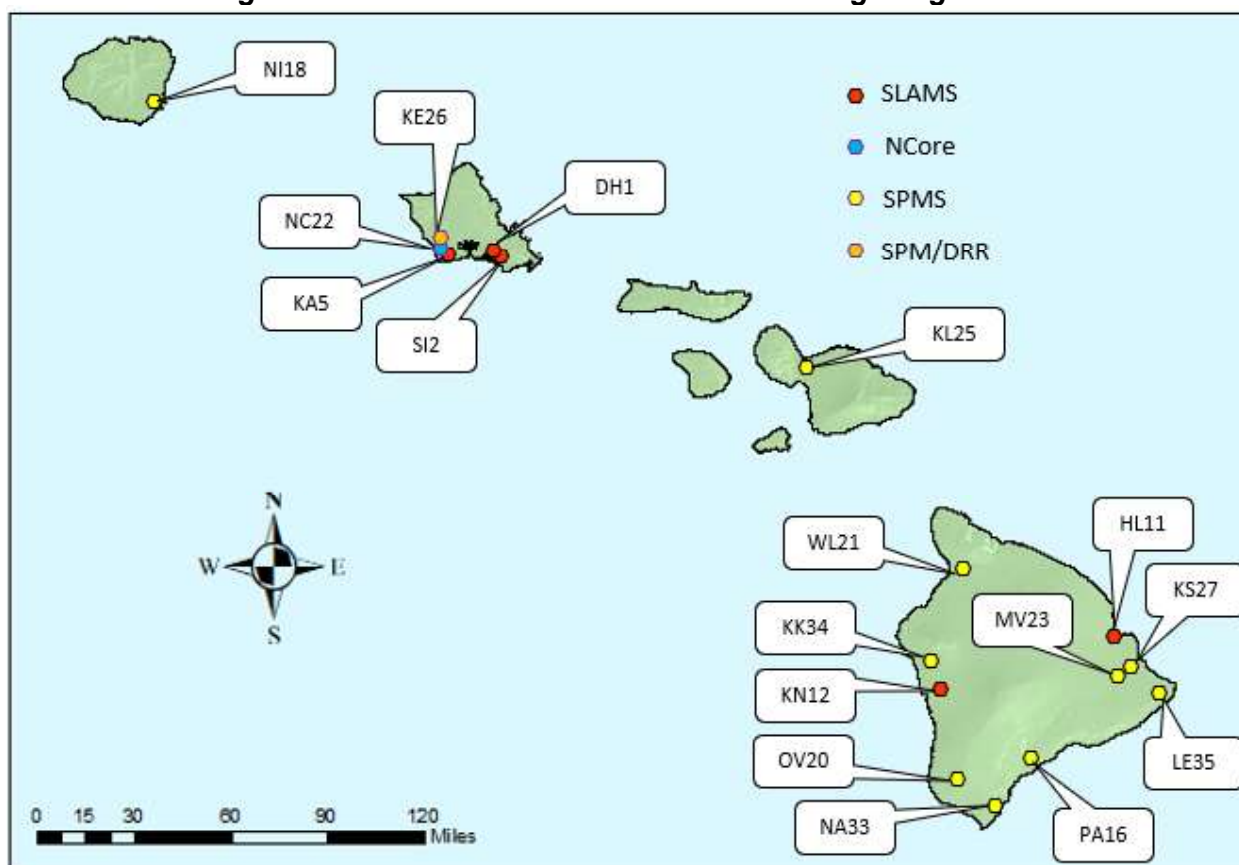 NI18
SLAMS
KE26
NCore
DH1
SPMS
NC22
SPM/DRR
KA5
SI2
KL25
N
W
E
S
HL11
WL21
KS27
MV23
KK34
KN12
LE35
OV20
NA33
PA16
0 15 30 60 90 120
Miles